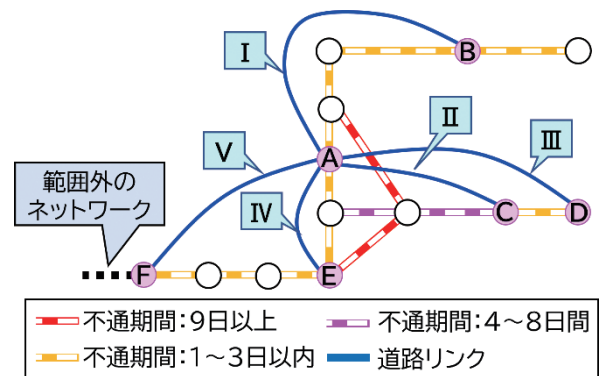 I
B
II
III
V
A
範囲外の
ネットワーク
IV
C
D
F
E
不通期間:9日以上
不通期間:4~8日間
不通期間:1~3日以内
道路リンク